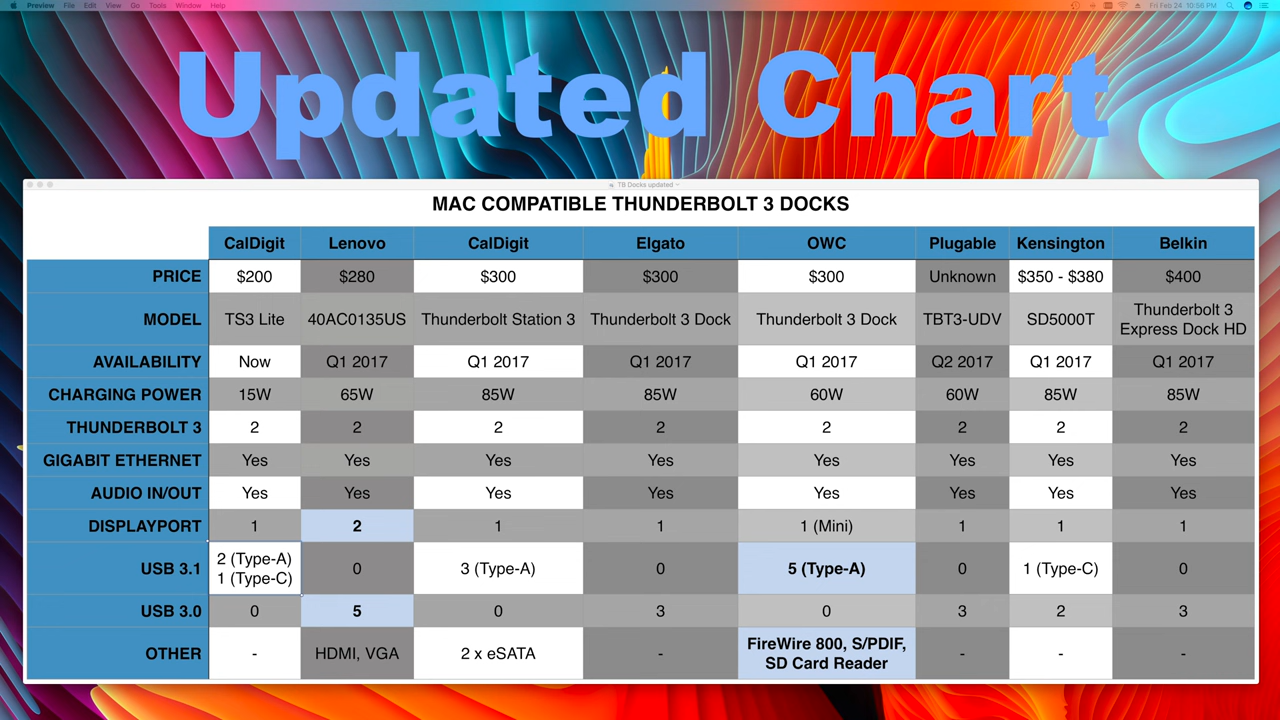 Preview File Edit View Go Tools Window Help Fri Feb 24 10:56 PM
Updated Chart
TB Docks updated
MAC COMPATIBLE THUNDERBOLT 3 DOCKS
CalDigit Lenovo CalDigit Elgato OWC Plugable Kensington Belkin
PRICE $200 $280 $300 $300 $300 Unknown $350 - $380 $400
MODEL TS3 Lite 40AC0135US Thunderbolt Station 3 Thunderbolt 3 Dock Thunderbolt 3 Dock TBT3-UDV SD5000T Thunderbolt 3
Express Dock HD
AVAILABILITY Now Q1 2017 Q1 2017 Q1 2017 Q1 2017 Q2 2017 Q1 2017 Q1 2017
CHARGING POWER 15W 65W 85W 85W 60W 60W 85W 85W
THUNDERBOLT 3 2 2 2 2 2 2 2 2
GIGABIT ETHERNET Yes Yes Yes Yes Yes Yes Yes Yes
AUDIO IN/OUT Yes Yes Yes Yes Yes Yes Yes Yes
DISPLAYPORT 1 2 1 1 1 (Mini) 1 1 1
USB 3.1 2 (Type-A)
1 (Type-C) 0 3 (Type-A) 0 5 (Type-A) 0 1 (Type-C) 0
USB 3.0 0 5 0 3 0 3 2 3
OTHER - HDMI, VGA 2 x eSATA - FireWire 800, S/PDIF,
SD Card Reader - - -